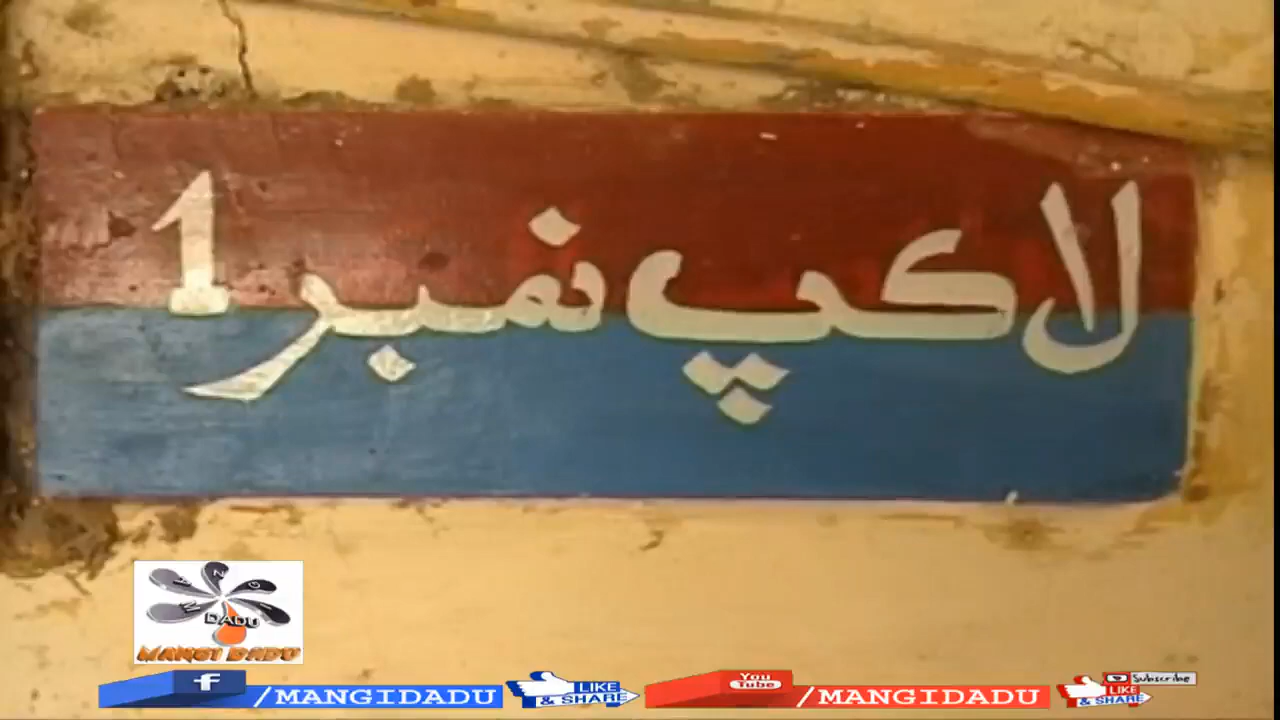 لاکپ نمبر 1
DADU
MANGI DADU
f /MANGIDADU LIKE & SHARE You Tube /MANGIDADU Subscribe LIKE & SHARE